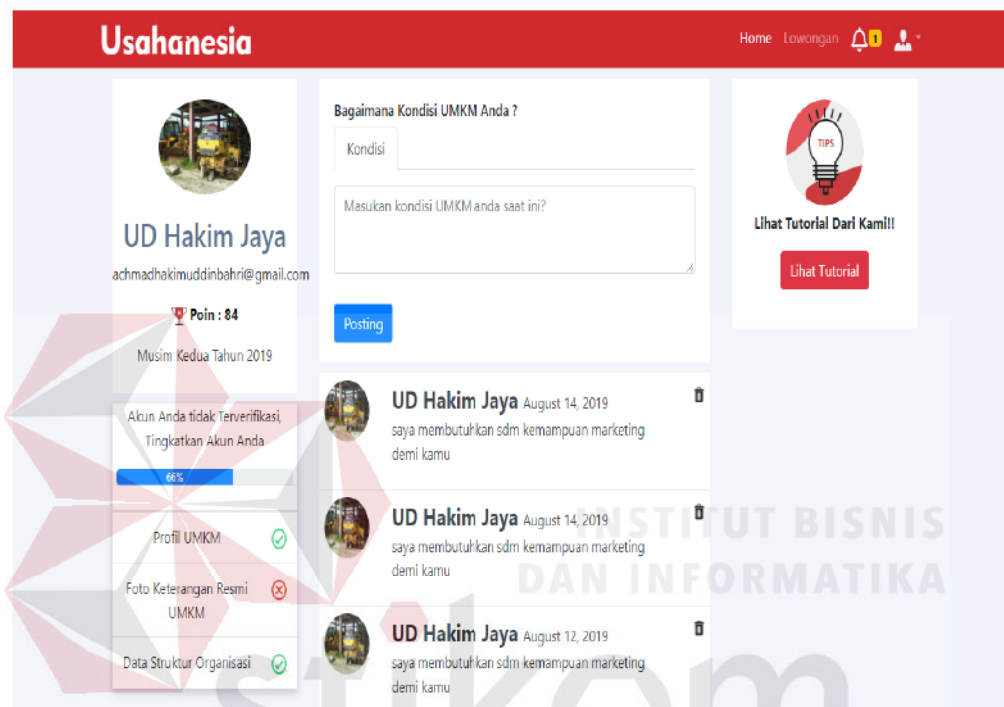 Usahanesia
Home Lowongan 1
UD Hakim Jaya
achmadhakimuddinbahri@gmail.com
Poin : 84
Musim Kedua Tahun 2019
Akun Anda tidak Terverifikasi,
Tingkatkan Akun Anda
66%
Profil UMKM
Foto Keterangan Resmi
UMKM
Data Struktur Organisasi
Bagaimana Kondisi UMKM Anda ?
Kondisi
Masukan kondisi UMKM anda saat ini?
Posting
UD Hakim Jaya August 14, 2019
saya membutuhkan sdm kemampuan marketing
demi kamu
UD Hakim Jaya August 14, 2019
saya membutuhkan sdm kemampuan marketing
demi kamu
UD Hakim Jaya August 12, 2019
saya membutuhkan sdm kemampuan marketing
demi kamu
TIPS
Lihat Tutorial Dari Kami!!
Lihat Tutorial
INSTITUT BISNIS
DAN INFORMATIKA
stikom